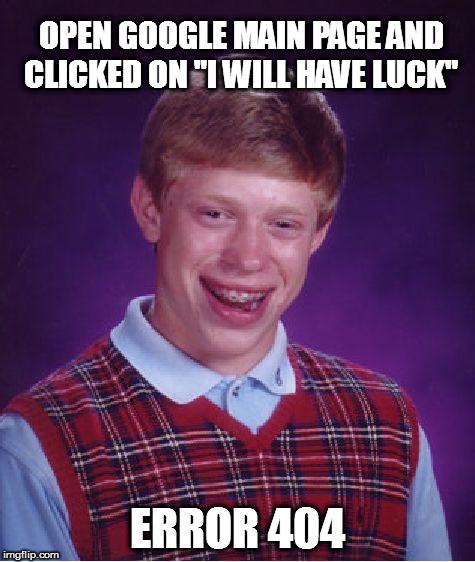 OPEN GOOGLE MAIN PAGE AND
CLICKED ON "I WILL HAVE LUCK"
ERROR 404
imgflip.com